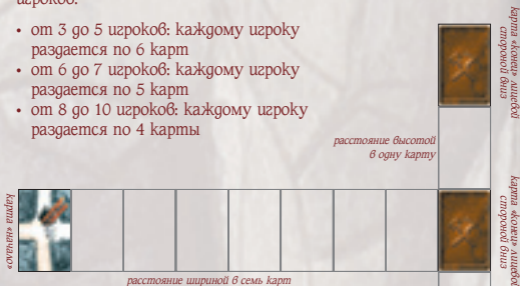 игроков:
• от 3 до 5 игроков: каждому игроку
раздается по 6 карт
• от 6 до 7 игроков: каждому игроку
раздается по 5 карт
• от 8 до 10 игроков: каждому игроку
раздается по 4 карты
карта «конец» лицевой
стороной вниз
расстояние высотой
в одну карту
карта «начало»
карта «конец» лицевой
стороной вниз
расстояние шириной в семь карт